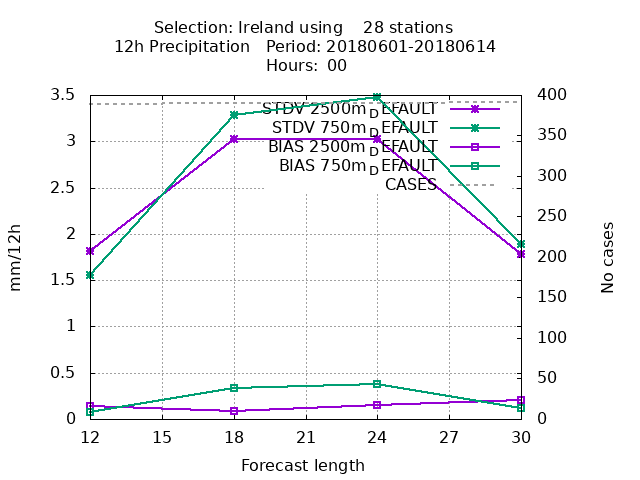 Selection: Ireland using 28 stations
12h Precipitation Period: 20180601-20180614
Hours: 00
3.5
3
2.5
2
1.5
1
0.5
0
mm/12h
STDV 2500m_DEFAULT
STDV 750m_DEFAULT
BIAS 2500m_DEFAULT
BIAS 750m_DEFAULT
CASES
400
350
300
250
200
150
100
50
0
No cases
12 15 18 21 24 27 30
Forecast length